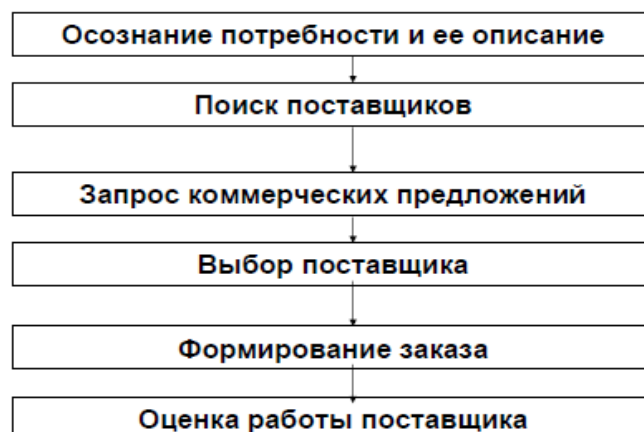 Осознание потребности и ее описание
Поиск поставщиков
Запрос коммерческих предложений
Выбор поставщика
Формирование заказа
Оценка работы поставщика